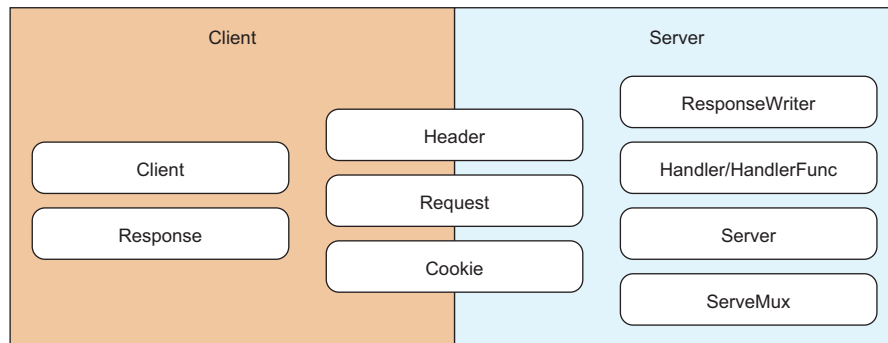 Client
Server
Client
Response
Header
Request
Cookie
ResponseWriter
Handler/HandlerFunc
Server
ServeMux